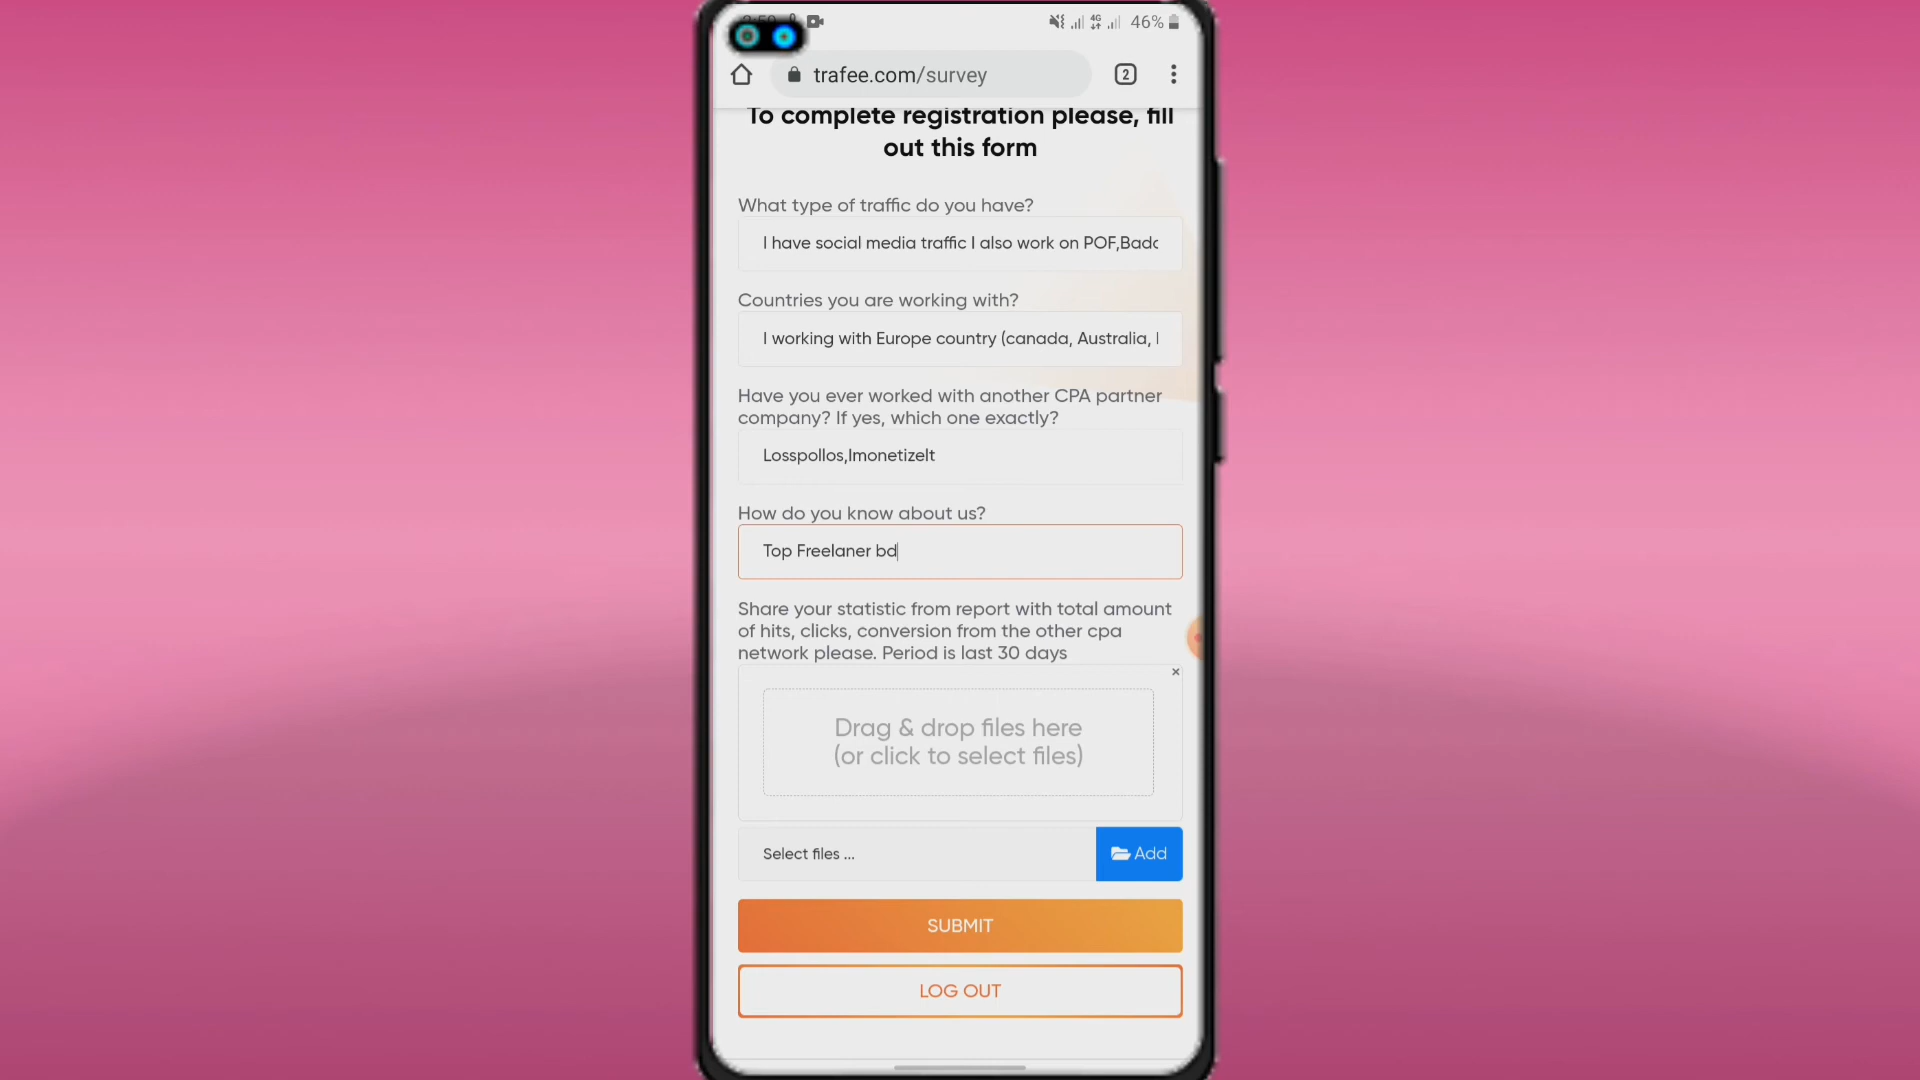 46%
trafee.com/survey
2
To complete registration please, fill
out this form
What type of traffic do you have?
I have social media traffic I also work on POF,Bado
Countries you are working with?
I working with Europe country (canada, Australia,
Have you ever worked with another CPA partner
company? If yes, which one exactly?
Losspollos,Imonetizelt
How do you know about us?
Top Freelaner bd
Share your statistic from report with total amount
of hits, clicks, conversion from the other cpa
network please. Period is last 30 days
Drag & drop files here
(or click to select files)
Select files ...
Add
SUBMIT
LOG OUT